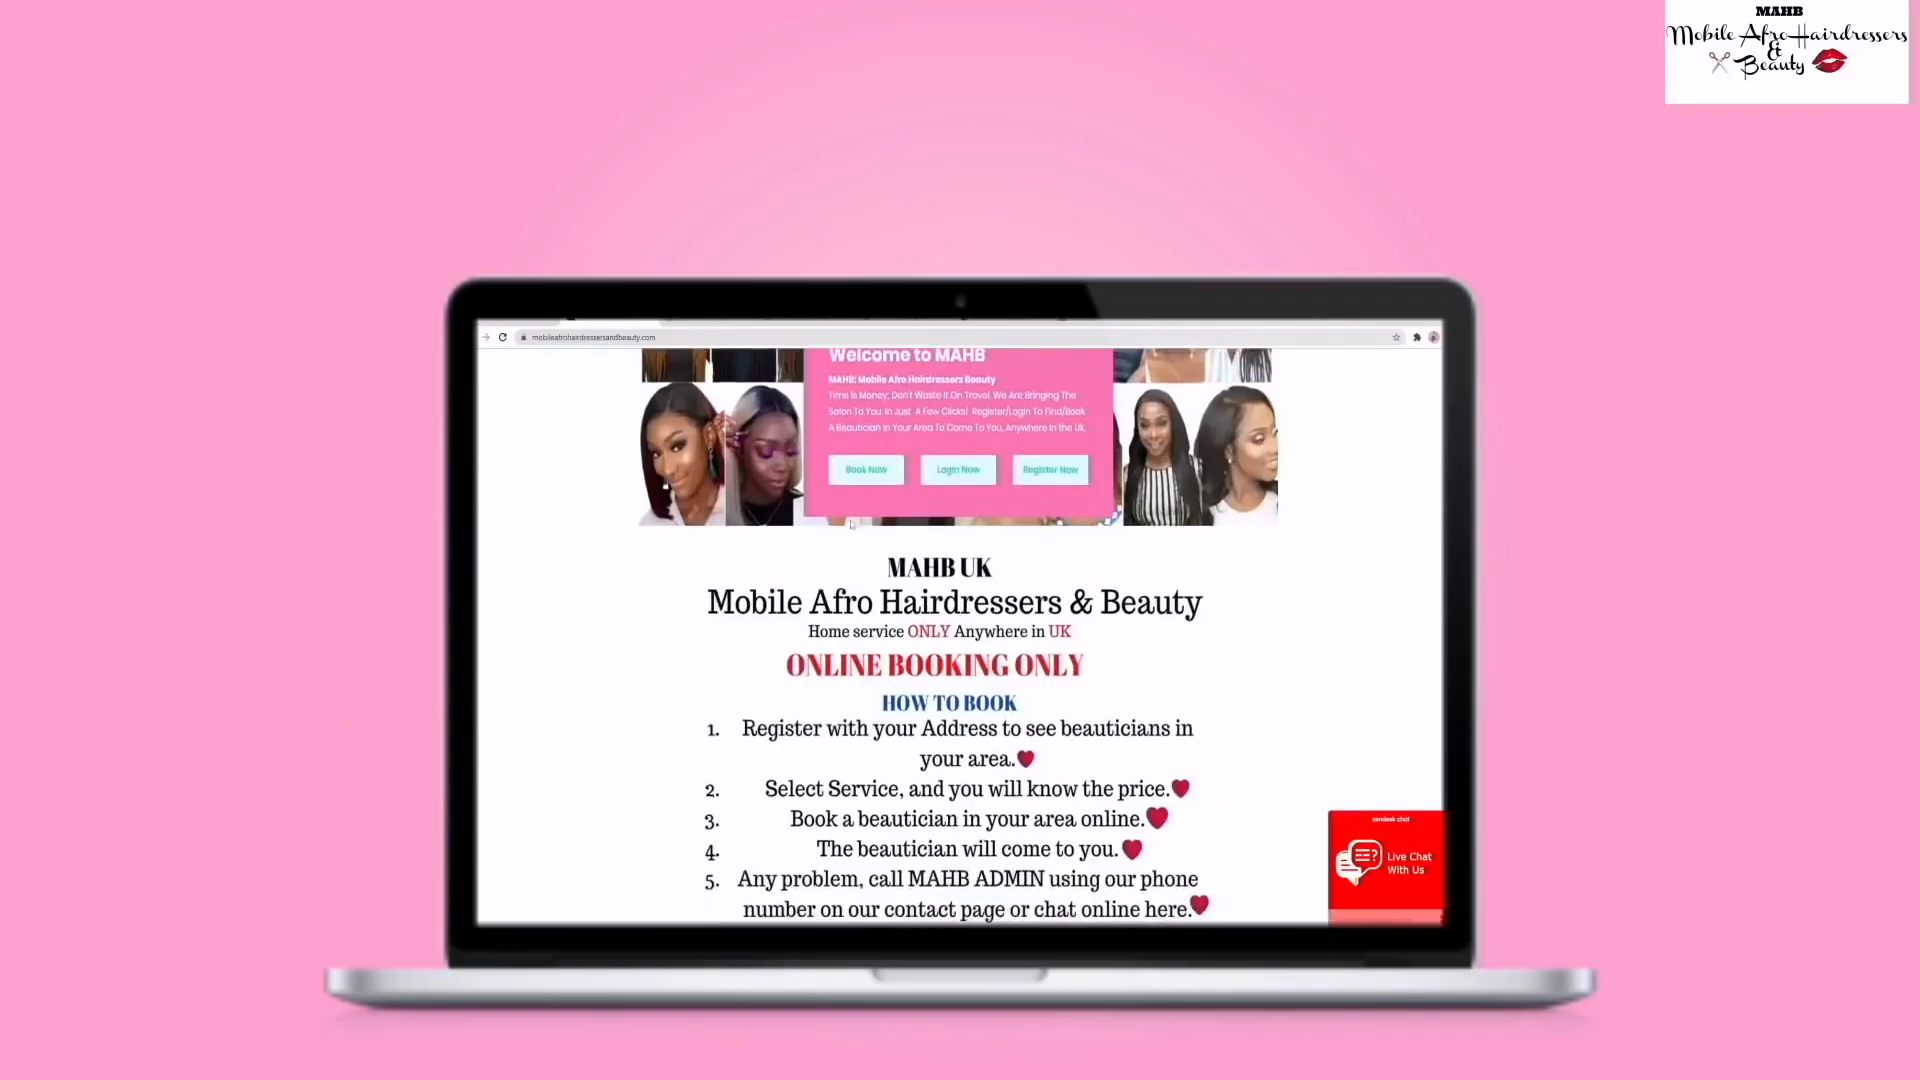 MAHB
Mobile Afro Hairdressers
&
Beauty
mobileafrohairdressersandbeauty.com
Welcome to MAHB
MAHB: Mobile Afro Hairdressers Beauty
Time Is Money; Don't Waste It On Travel. We Are Bringing The
Salon To You In Just A Few Clicks! Register/Login To Find/Book
A Beautician In Your Area To Come To You, Anywhere In the Uk.
Book Now
Login Now
Register Now
MAHB UK
Mobile Afro Hairdressers & Beauty
Home service ONLY Anywhere in UK
ONLINE BOOKING ONLY
HOW TO BOOK
1. Register with your Address to see beauticians in
your area.
2. Select Service, and you will know the price.
3. Book a beautician in your area online.
4. The beautician will come to you.
5. Any problem, call MAHB ADMIN using our phone
number on our contact page or chat online here.
zendesk chat
Live Chat
With Us